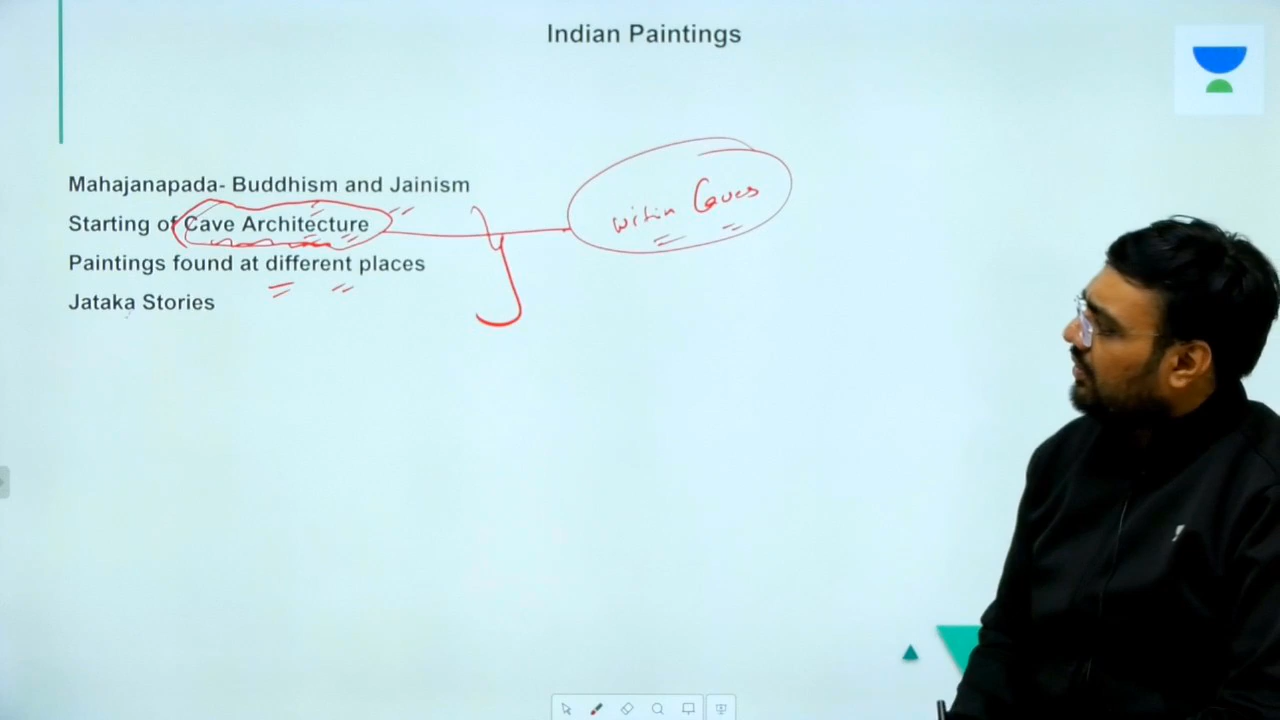 Indian Paintings
Mahajanapada- Buddhism and Jainism
Starting of Cave Architecture
Paintings found at different places
Jataka Stories
within Caves